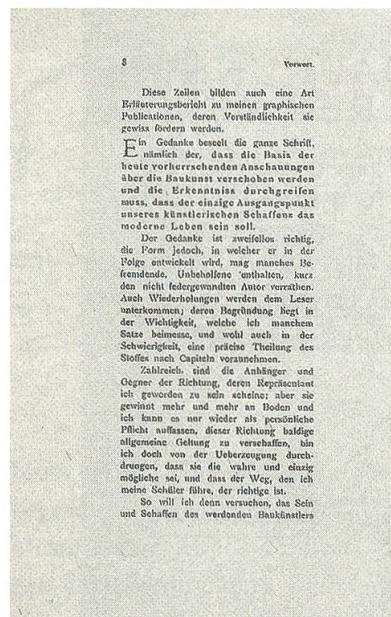 8 Vorwort.
Diese Zeilen bilden auch eine Art
Erläuterungsbericht zu meinen graphischen
Publicationen, deren Verständlichkeit sie
gewiss fördern werden.
Ein Gedanke beseelt die ganze Schrift,
nämlich der, dass die Basis der
heute vorherrschenden Anschauungen
über die Baukunst verschoben werden
und die Erkenntniss durchgreifen
muss, dass der einzige Ausgangspunkt
unseres künstlerischen Schaffens das
moderne Leben sein soll.
Der Gedanke ist zweifellos richtig,
die Form jedoch, in welcher er in der
Folge entwickelt wird, mag manches Be-
fremdende, Unbeholfene enthalten, kurz
den nicht federgewandten Autor verrathen.
Auch Wiederholungen werden dem Leser
unterkommen; deren Begründung liegt in
der Wichtigkeit, welche ich manchem
Satze beimesse, und wohl auch in der
Schwierigkeit, eine präcise Theilung des
Stoffes nach Capiteln vorzunehmen.
Zahlreich sind die Anhänger und
Gegner der Richtung, deren Repräsentant
ich geworden zu sein scheine; aber sie
gewinnt mehr und mehr an Boden und
ich kann es nur wieder als persönliche
Pflicht auffassen, dieser Richtung baldige
allgemeine Geltung zu verschaffen, bin
ich doch von der Ueberzeugung durch-
drungen, dass sie die wahre und einzig
mögliche sei, und dass der Weg, den ich
meine Schüler führe, der richtige ist.
So will ich denn versuchen, das Sein
und Schaffen des werdenden Baukünstlers